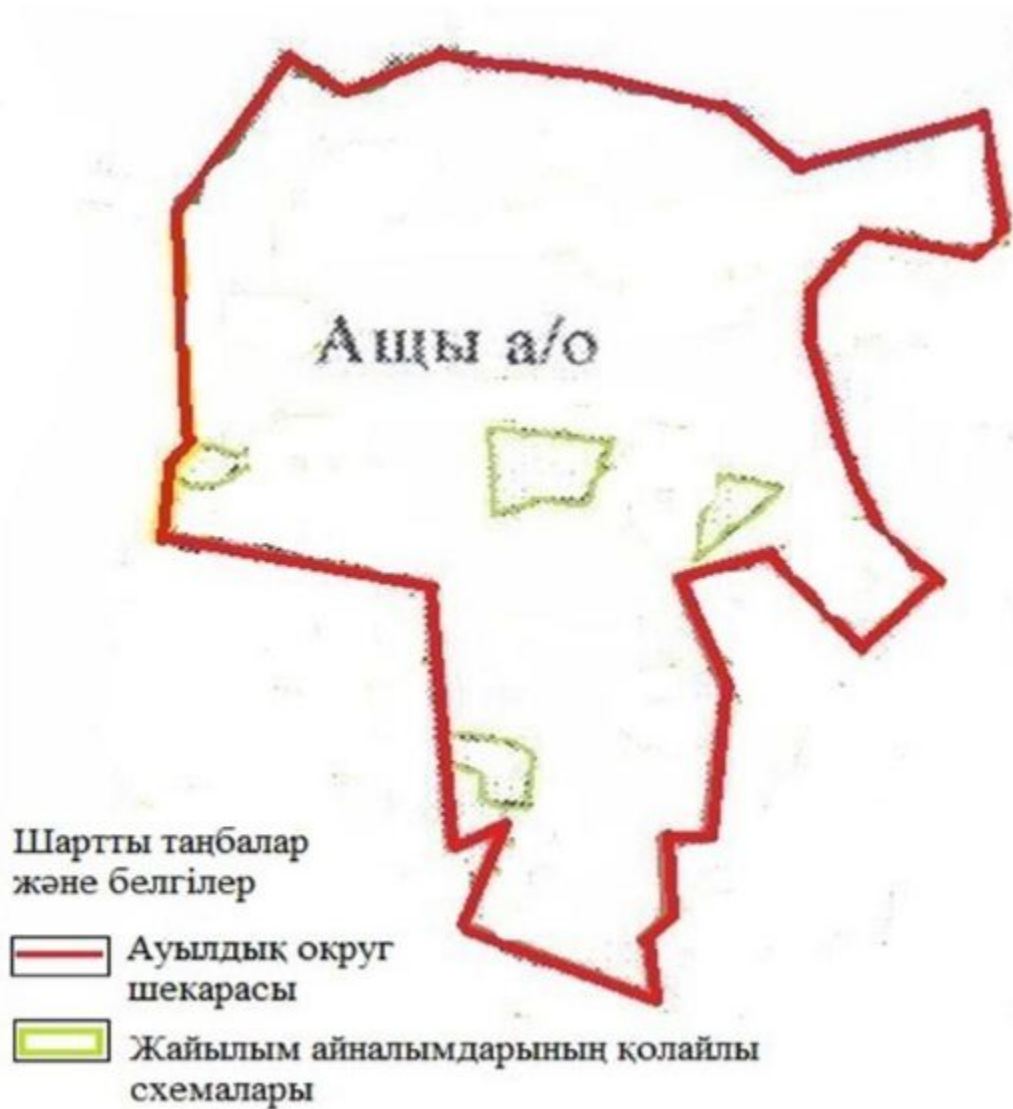 Ащы а/о
Шартты таңбалар
және белгілер
Ауылдық округ
шекарасы
Жайылым айналымдарының қолайлы
схемалары